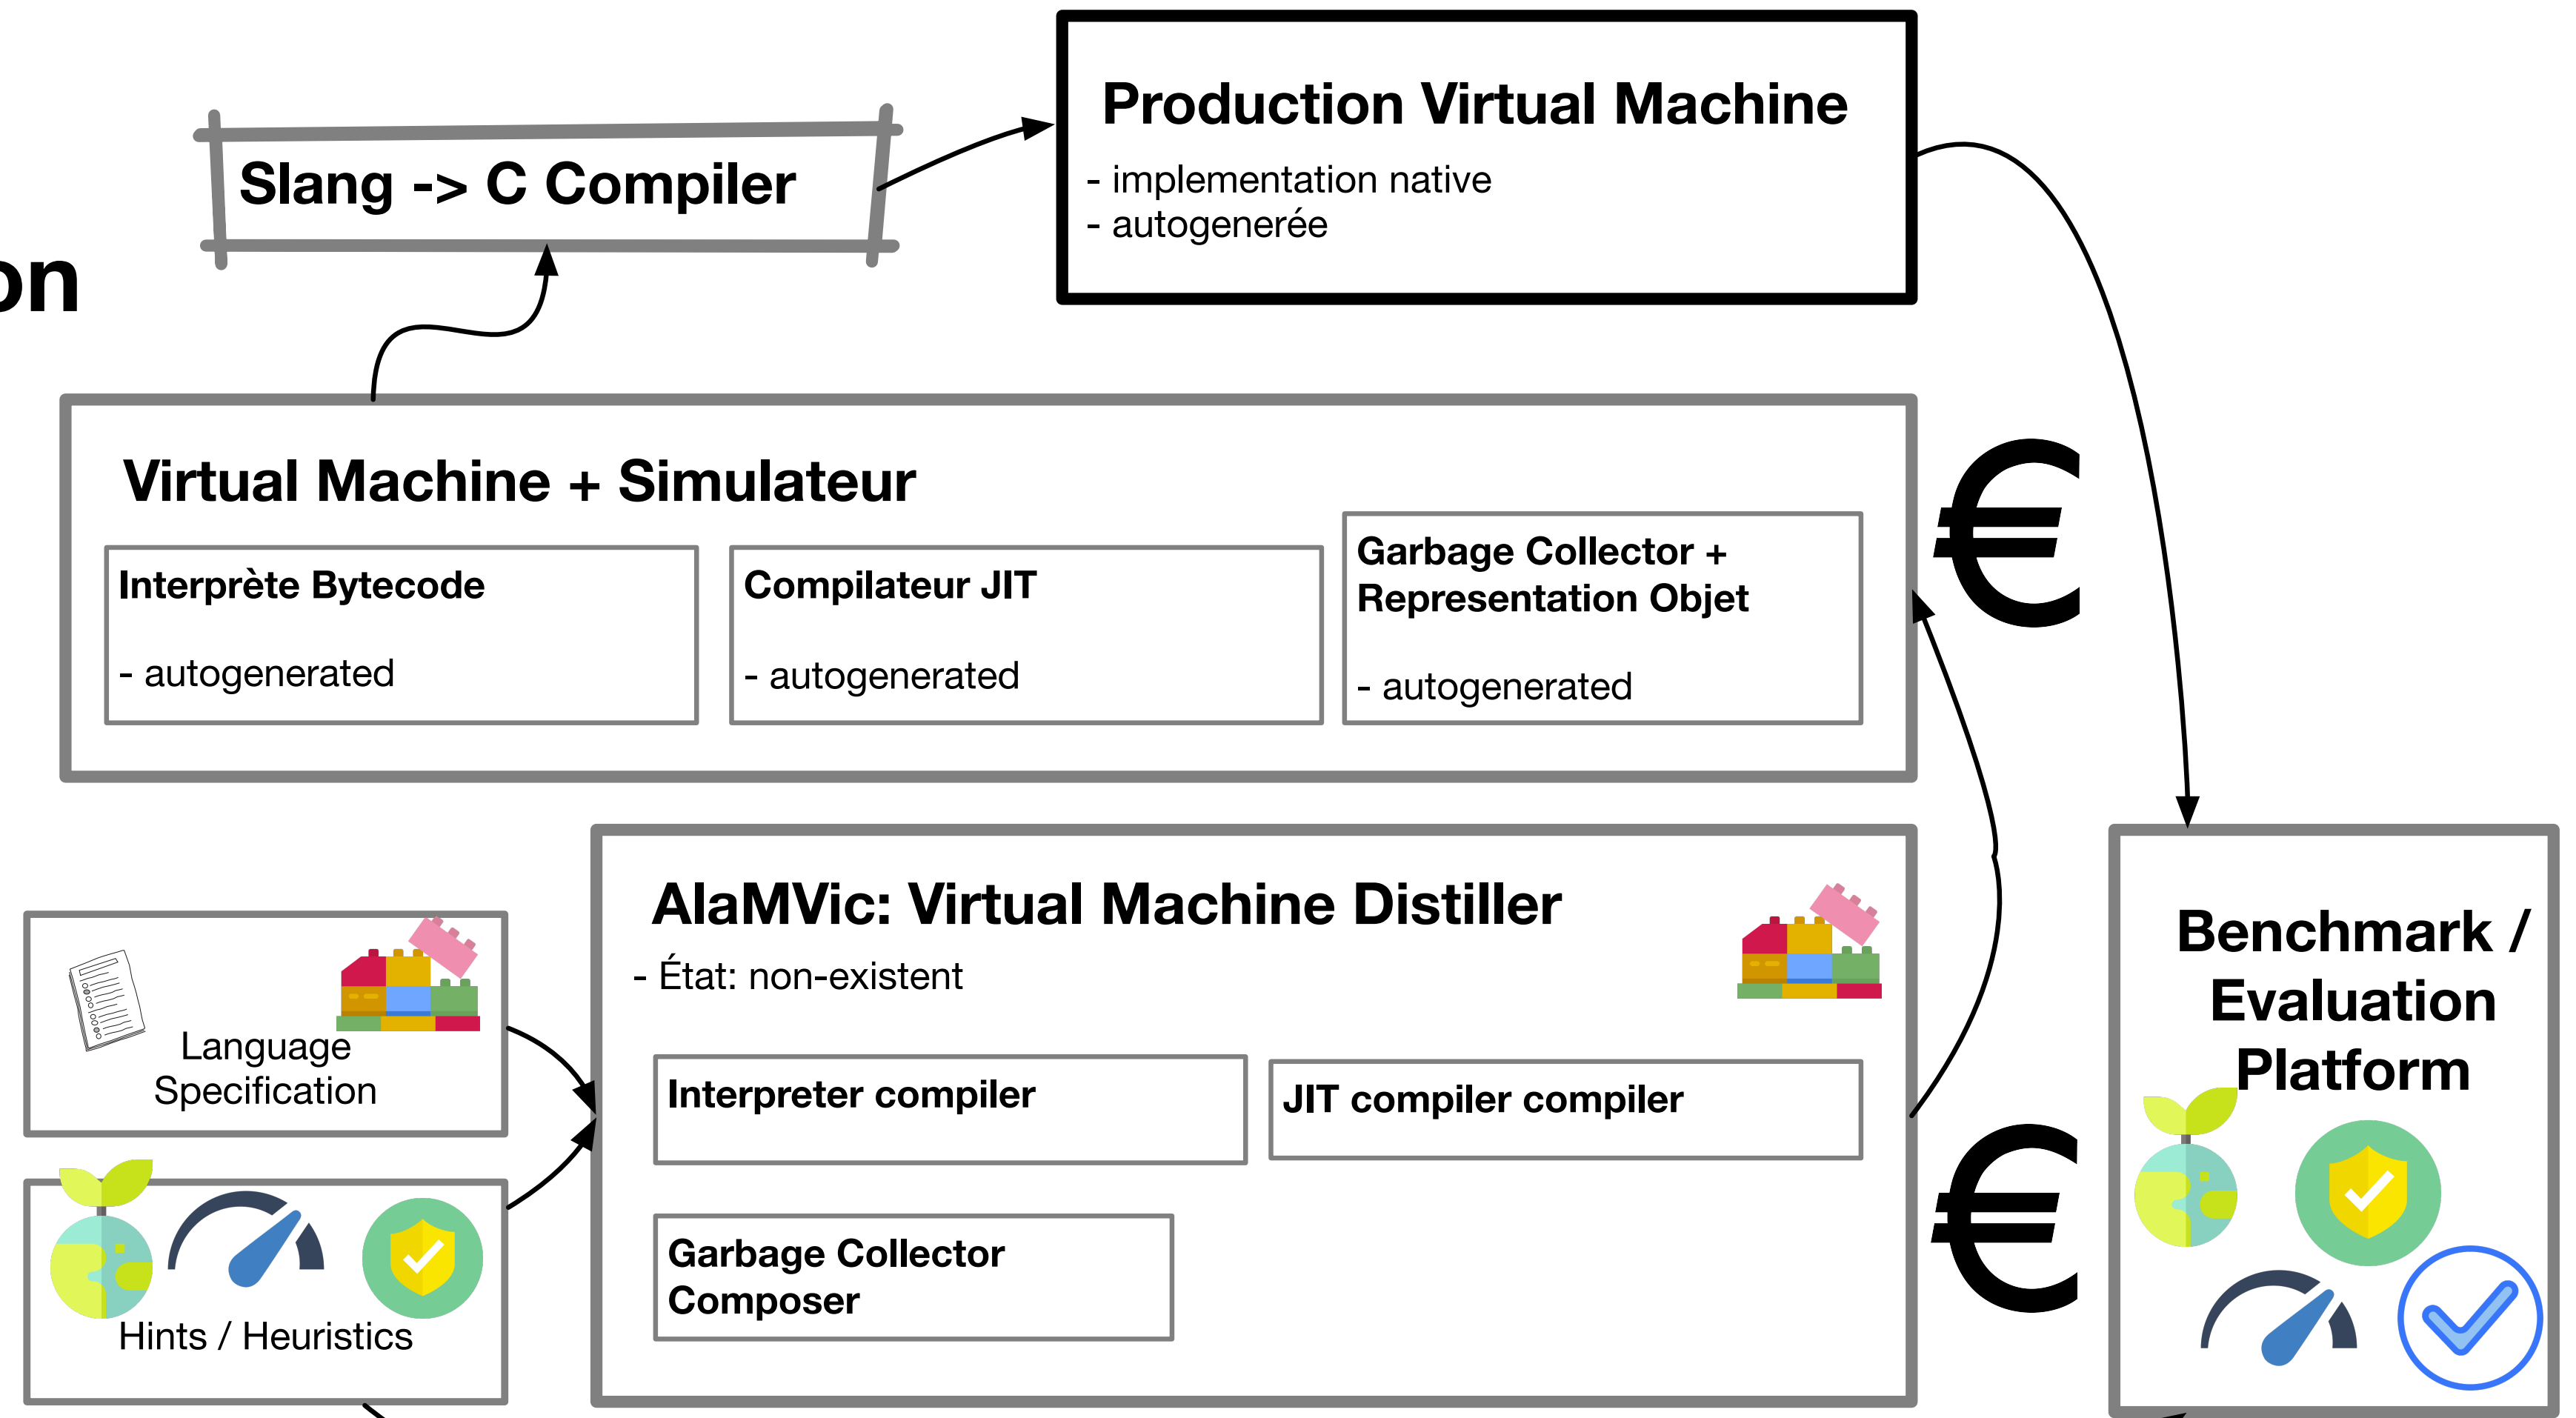 Production Virtual Machine
- implementation native
- autogenerée
Slang -> C Compiler
on
Virtual Machine + Simulateur
Interprète Bytecode
- autogenerated
Compilateur JIT
- autogenerated
Garbage Collector +
Representation Objet
- autogenerated
€
AlaMVic: Virtual Machine Distiller
- État: non-existent
Interpreter compiler
JIT compiler compiler
Garbage Collector
Composer
€
Language
Specification
Hints / Heuristics
Benchmark /
Evaluation
Platform